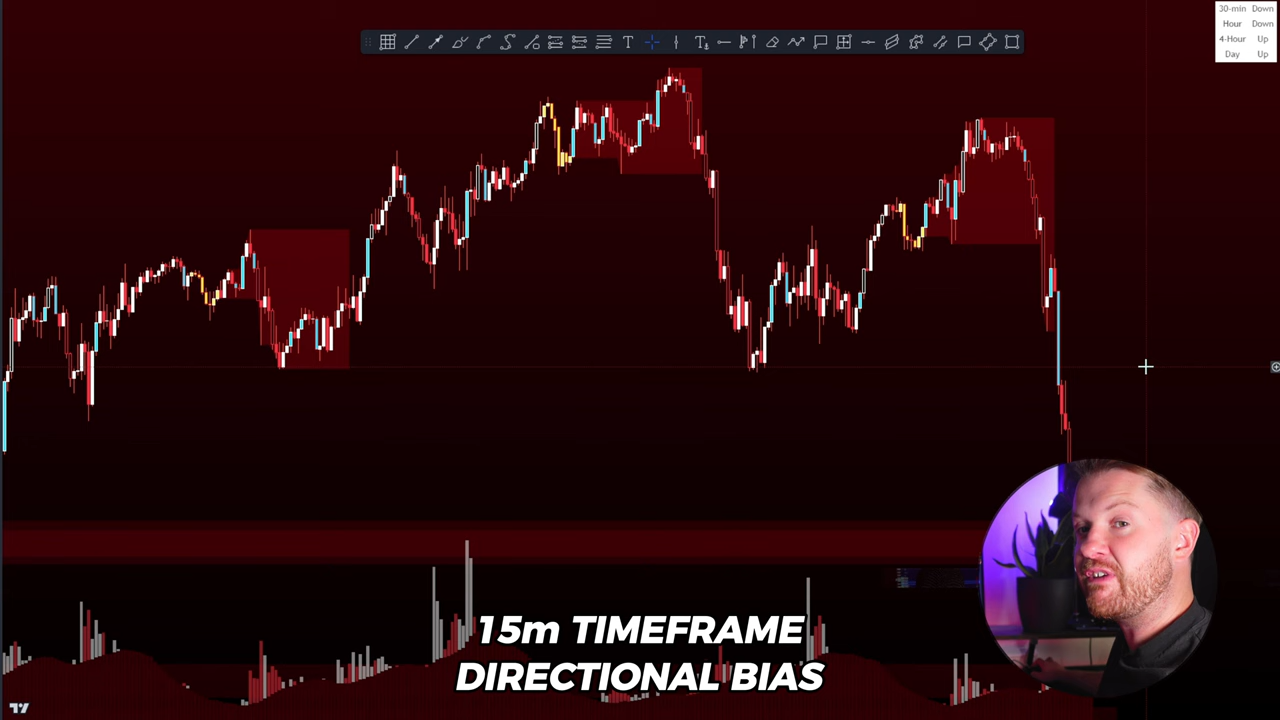 30-min Down
Hour Down
4-Hour Up
Day Up
15m TIMEFRAME
DIRECTIONAL BIAS